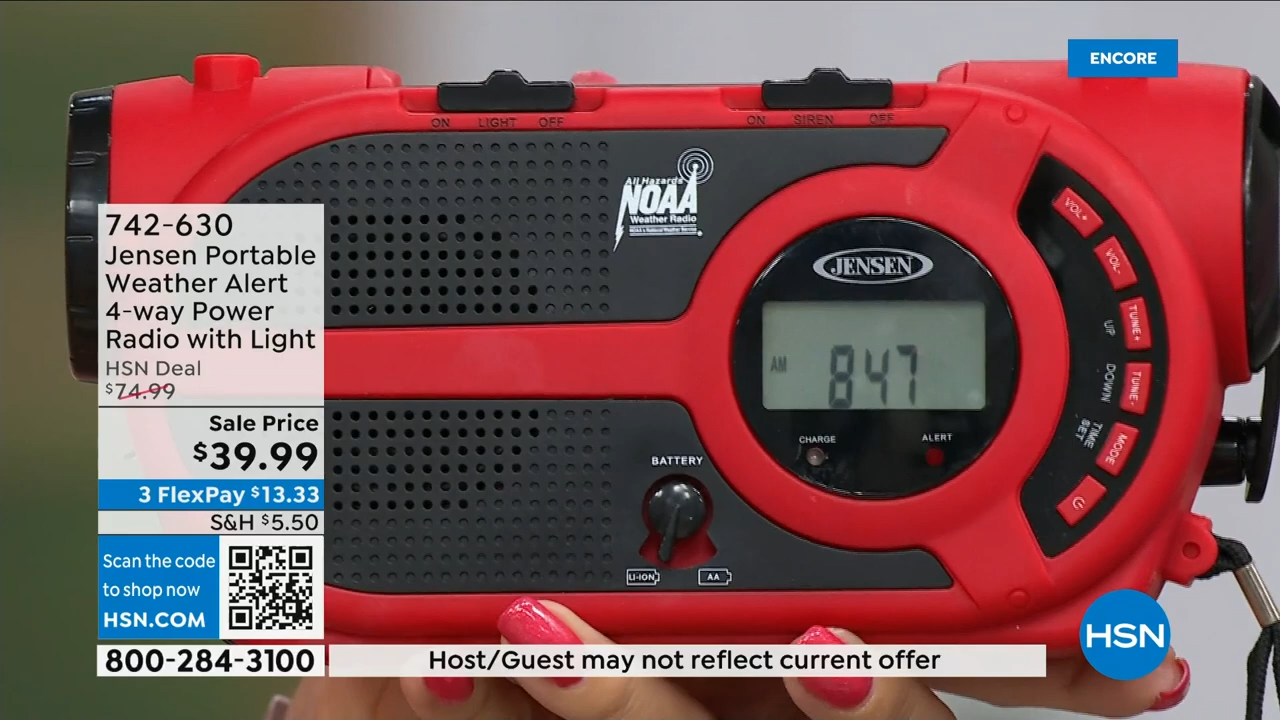 ENCORE
ON LIGHT OFF
ON SIREN OFF
All Hazards
NOAA
Weather Radio
VOL+
VOL-
TUNE+
UP
TUNE-
DOWN
MODE
TIME SET
JENSEN
AM 847
CHARGE
ALERT
BATTERY
LI-ION
AA
742-630
Jensen Portable
Weather Alert
4-way Power
Radio with Light
HSN Deal
$74.99
Sale Price
$39.99
3 FlexPay $13.33
S&H $5.50
Scan the code
to shop now
HSN.COM
800-284-3100
Host/Guest may not reflect current offer
HSN